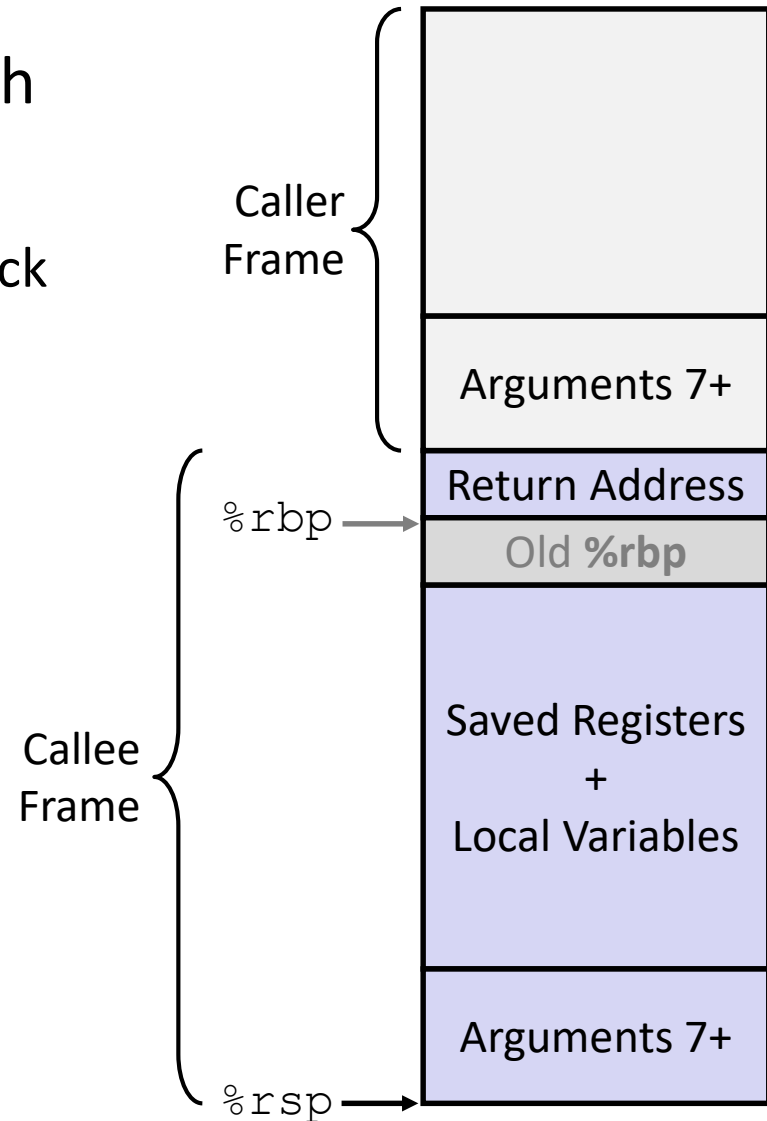 h
ck
Caller
Frame
Arguments 7+
Return Address
%rbp
Old %rbp
Saved Registers
+
Local Variables
Callee
Frame
Arguments 7+
%rsp